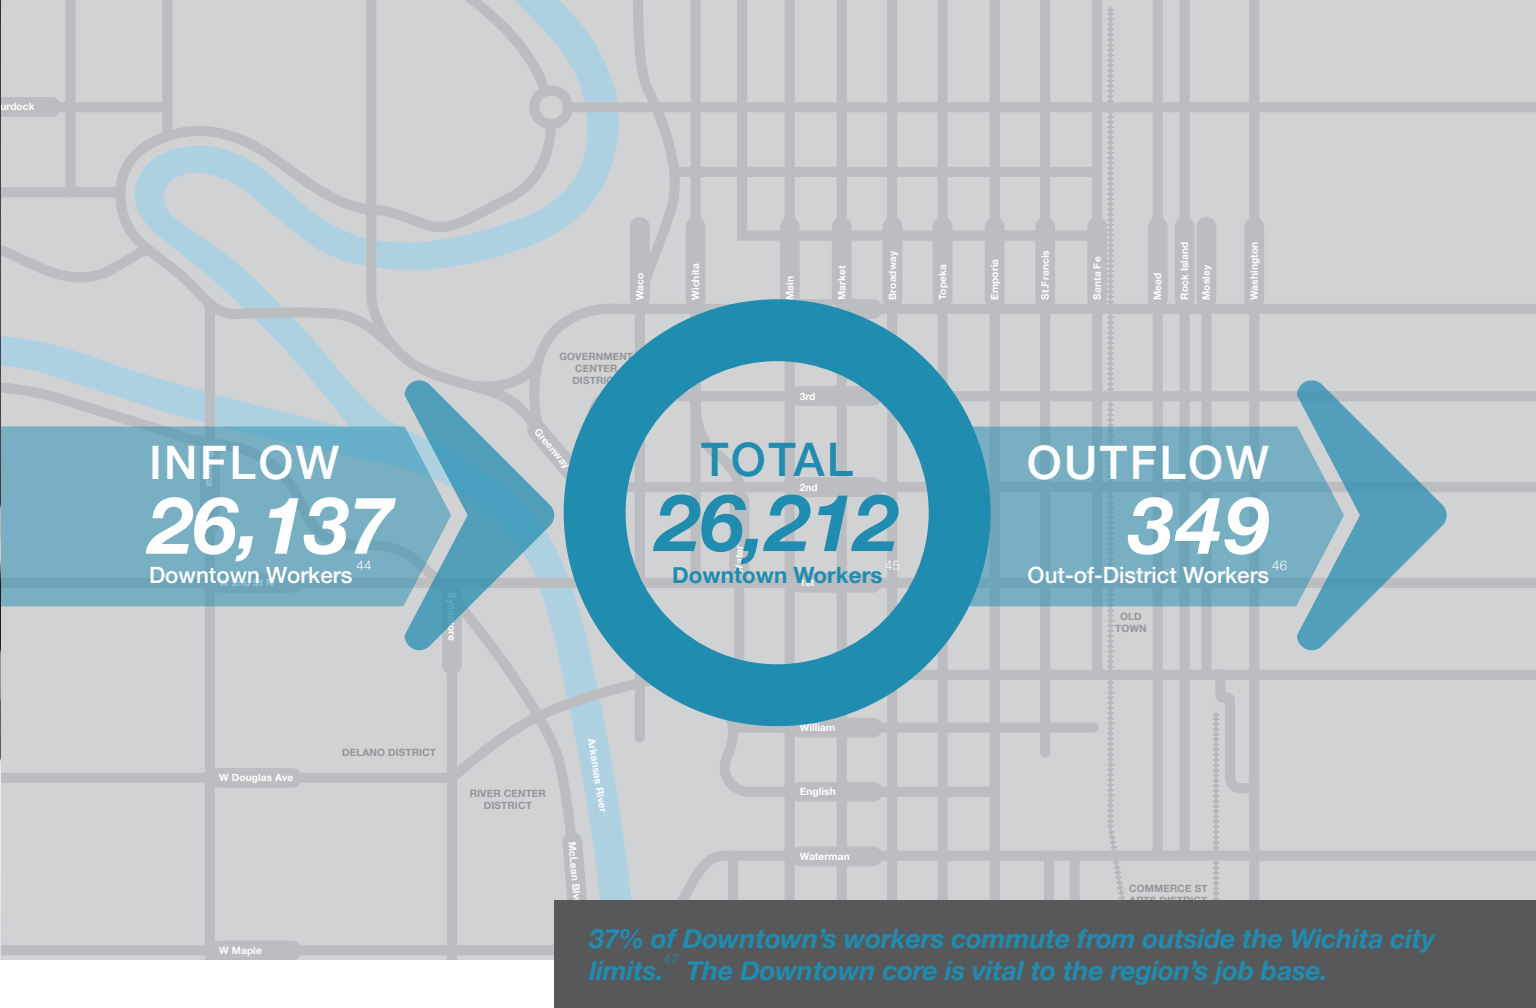 urdock
Waco
Wichita
Main
Market
Broadway
Topeka
Emporia
St.Francis
Santa Fe
Mead
Rock Island
Mosley
Washington
GOVERNMENT
CENTER
DISTRIC
3rd
Greenway
2nd
1st
INFLOW
26,137
Downtown Workers 44
TOTAL
26,212
Downtown Workers 45
OUTFLOW
349
Out-of-District Workers 46
OLD
TOWN
William
DELANO DISTRICT
Arkansas River
W Douglas Ave
RIVER CENTER
DISTRICT
English
McLean Blv
Waterman
COMMERCE ST
ARTS DISTRICT
W Maple
37% of Downtown's workers commute from outside the Wichita city
limits.47 The Downtown core is vital to the region's job base.